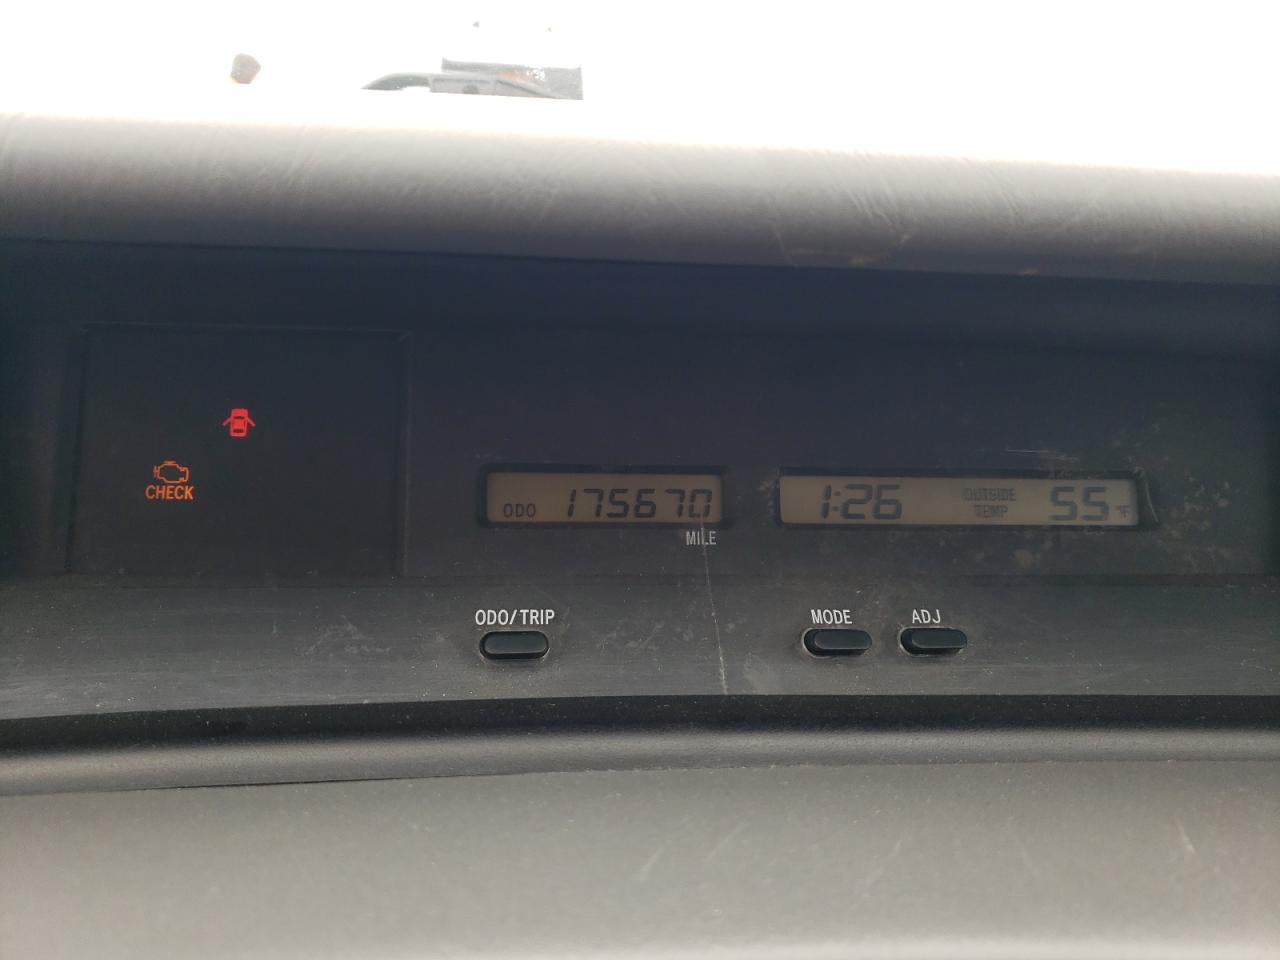 CHECK
ODO 175670
MILE
1:26 OUTSIDE TEMP 55 °F
ODO/TRIP
MODE
ADJ